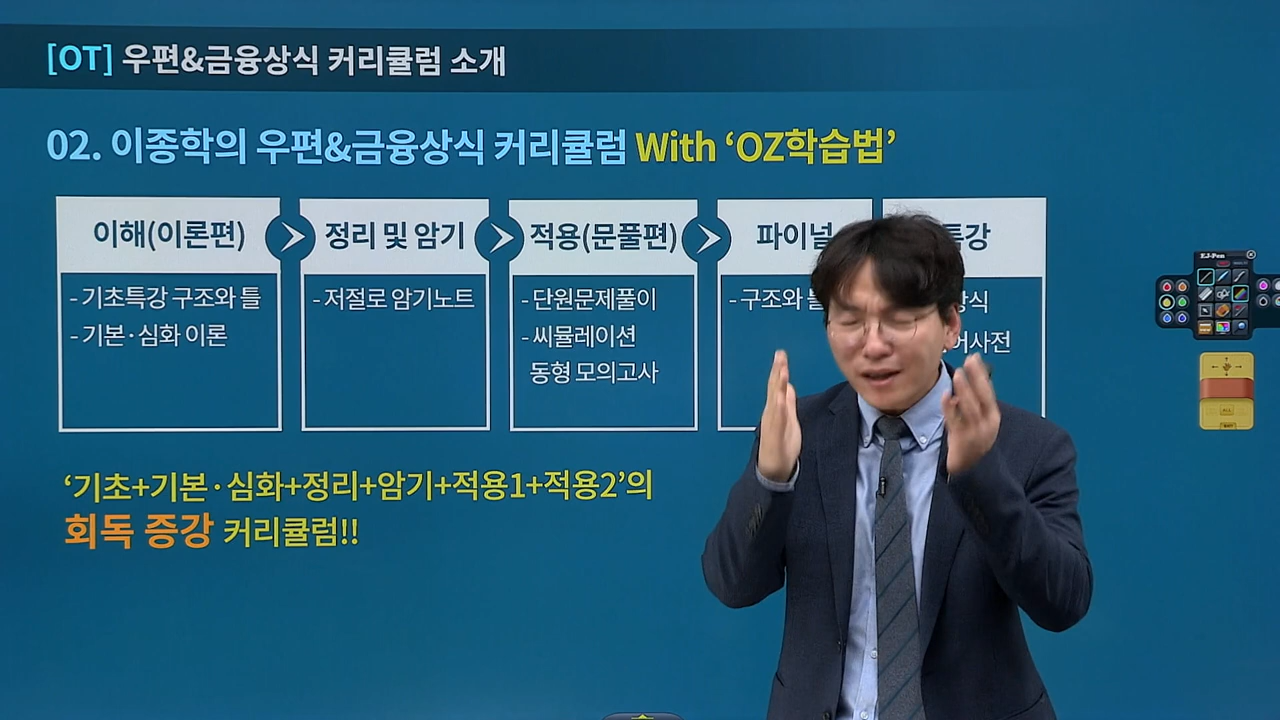 [OT] 우편&금융상식 커리큘럼 소개
02. 이종학의 우편&금융상식 커리큘럼 With ‘OZ학습법’
이해(이론편)
- 기초특강 구조와 틀
- 기본·심화 이론
정리 및 암기
- 저절로 암기노트
적용(문풀편)
- 단원문제풀이
- 씨뮬레이션
동형 모의고사
파이널
- 구조와
특강
‘기초+기본·심화+정리+암기+적용1+적용2’의
회독 증강 커리큘럼!!
EJ-Pen
ALL